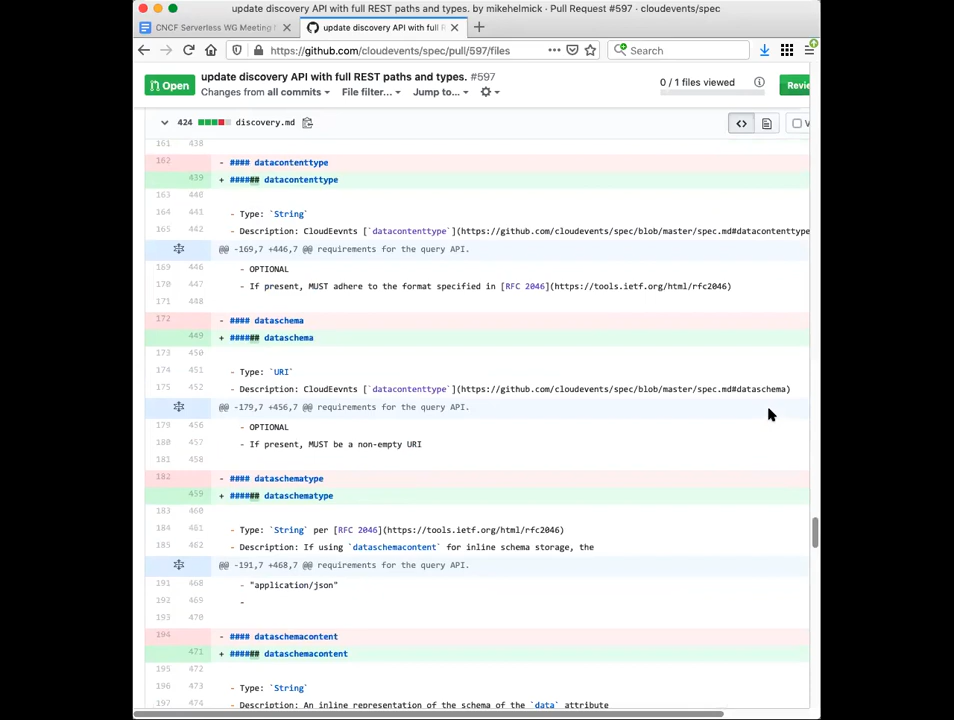 update discovery API with full REST paths and types. by mikehelmick · Pull Request #597 · cloudevents/spec
CNCF Serverless WG Meeting
update discovery API with full R
https://github.com/cloudevents/spec/pull/597/files
Search
Open
update discovery API with full REST paths and types. #597
Changes from all commits
File filter...
Jump to...
0 / 1 files viewed
Revie
424 discovery.md
V
161 438
162 - #### datacontenttype
439 + ###### datacontenttype
163 440
164 441 - Type: `String`
165 442 - Description: CloudEevnts [`datacontenttype`](https://github.com/cloudevents/spec/blob/master/spec.md#datacontenttype
@@ -169,7 +446,7 @@ requirements for the query API.
169 446 - OPTIONAL
170 447 - If present, MUST adhere to the format specified in [RFC 2046](https://tools.ietf.org/html/rfc2046)
171 448
172 - #### dataschema
449 + ###### dataschema
173 450
174 451 - Type: `URI`
175 452 - Description: CloudEevnts [`datacontenttype`](https://github.com/cloudevents/spec/blob/master/spec.md#dataschema)
@@ -179,7 +456,7 @@ requirements for the query API.
179 456 - OPTIONAL
180 457 - If present, MUST be a non-empty URI
181 458
182 - #### dataschematype
459 + ###### dataschematype
183 460
184 461 - Type: `String` per [RFC 2046](https://tools.ietf.org/html/rfc2046)
185 462 - Description: If using `dataschemacontent` for inline schema storage, the
@@ -191,7 +468,7 @@ requirements for the query API.
191 468 - "application/json"
192 469 -
193 470
194 - #### dataschemacontent
471 + ###### dataschemacontent
195 472
196 473 - Type: `String`
197 474 - Description: An inline representation of the schema of the `data` attribute